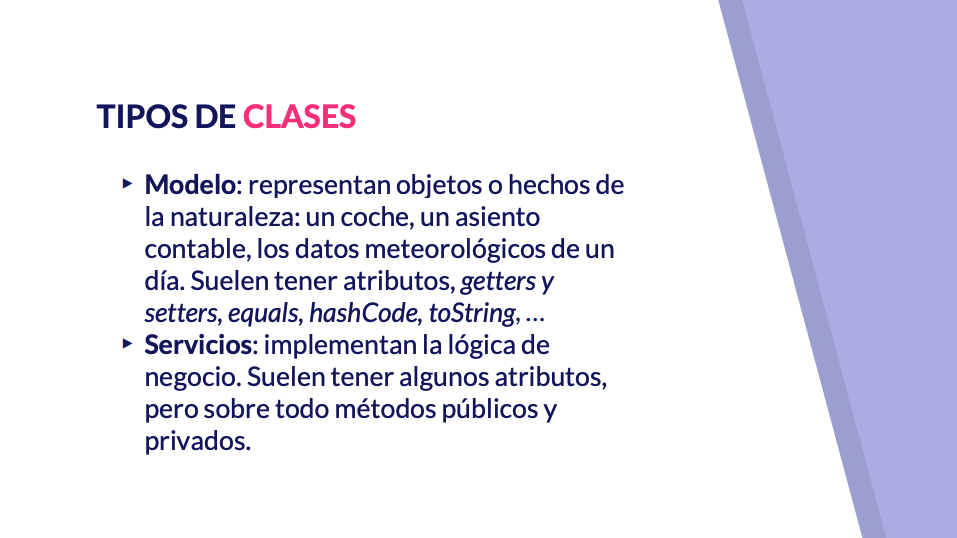 TIPOS DE CLASES
▸ Modelo: representan objetos o hechos de
la naturaleza: un coche, un asiento
contable, los datos meteorológicos de un
día. Suelen tener atributos, getters y
setters, equals, hashCode, toString, …
▸ Servicios: implementan la lógica de
negocio. Suelen tener algunos atributos,
pero sobre todo métodos públicos y
privados.